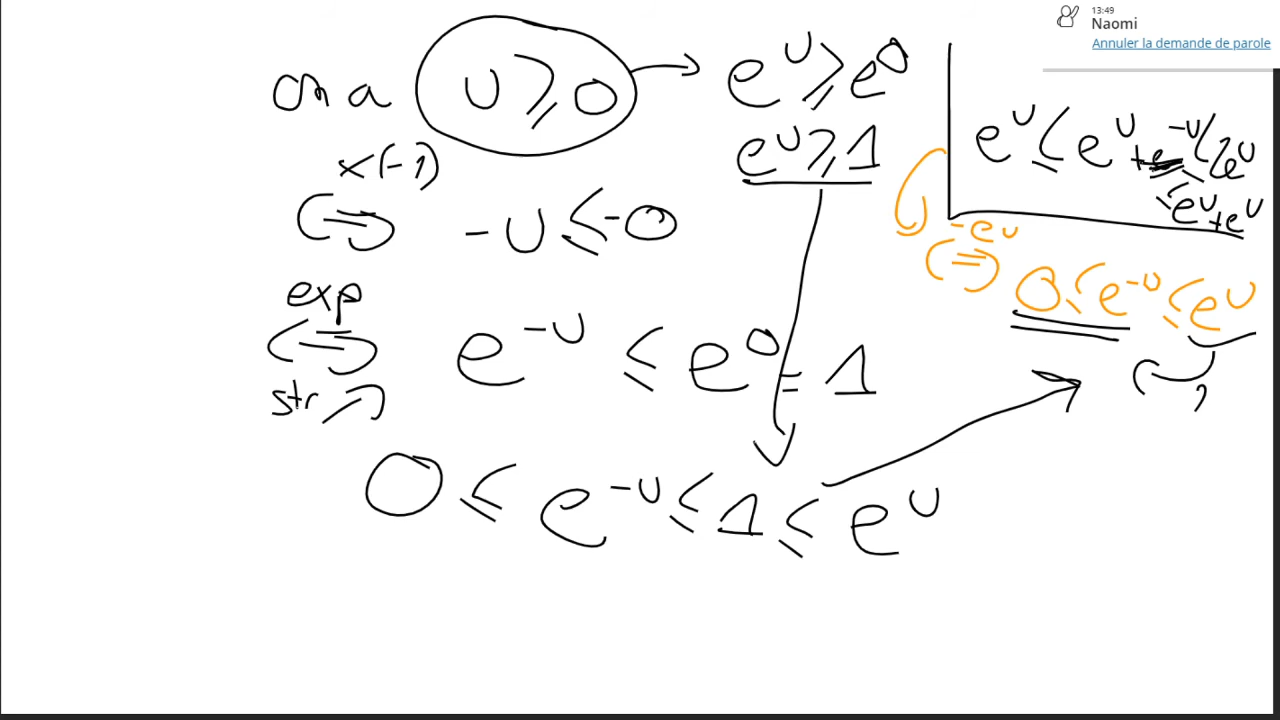 13:49
Naomi
Annuler la demande de parole
on a u ⩾ 0 → e^u ⩾ e^0
e^u ⩾ 1
e^u ≤ e^u + e^-u ≤ 2e^u
≤ e^u + e^u
×(-1)
⇔ -u ≤ -0
-e^u
⇔ 0 ≤ e^-u ≤ e^u
exp
⇔ e^-u ≤ e^0 = 1
str ↗
0 ≤ e^-u ≤ 1 ≤ e^u